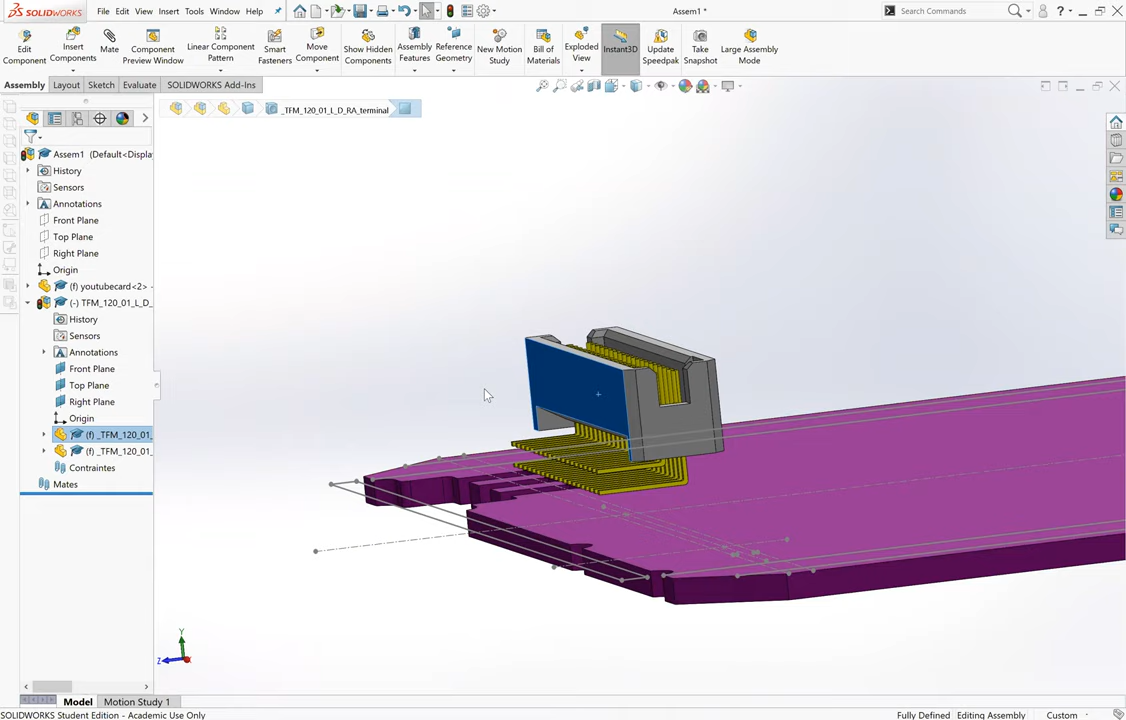 SOLIDWORKS File Edit View Insert Tools Window Help Assem1 * Search Commands
Edit Component
Insert Components
Mate
Component Preview Window
Linear Component Pattern
Smart Fasteners
Move Component
Show Hidden Components
Assembly Features
Reference Geometry
New Motion Study
Bill of Materials
Exploded View
Instant3D
Update Speedpak
Take Snapshot
Large Assembly Mode
Assembly Layout Sketch Evaluate SOLIDWORKS Add-Ins
_TFM_120_01_L_D_RA_terminal
Assem1 (Default<Display
History
Sensors
Annotations
Front Plane
Top Plane
Right Plane
Origin
(f) youtubecard<2> -
(-) TFM_120_01_L_D_
History
Sensors
Annotations
Front Plane
Top Plane
Right Plane
Origin
(f) _TFM_120_01_
(f) _TFM_120_01_
Contraintes
Mates
Y
Z
Model Motion Study 1
SOLIDWORKS Student Edition - Academic Use Only Fully Defined Editing Assembly Custom